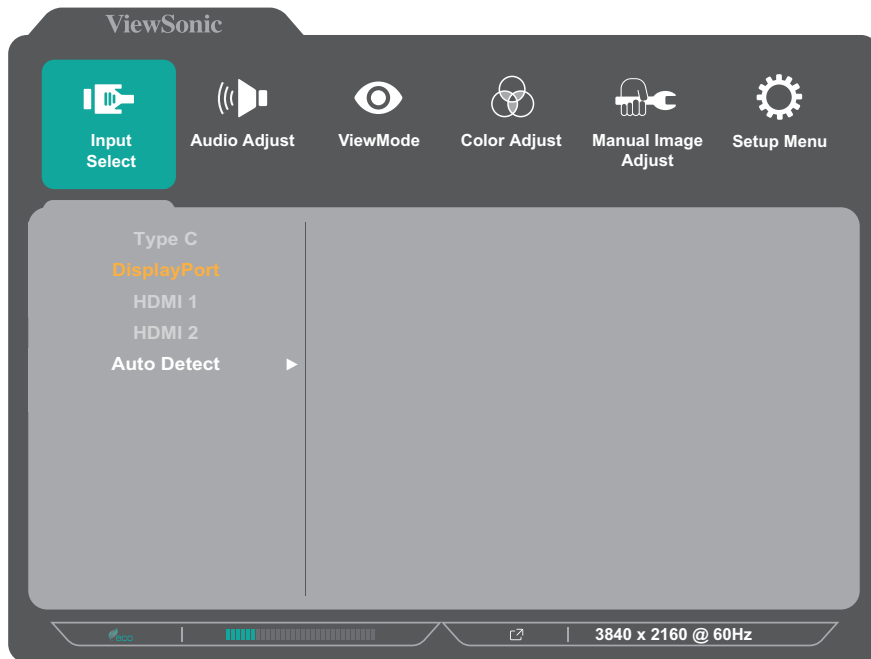 ViewSonic
Input
Select
Audio Adjust
ViewMode
Color Adjust
Manual Image
Adjust
Setup Menu
Type C
DisplayPort
HDMI 1
HDMI 2
Auto Detect
eco
3840 x 2160 @ 60Hz